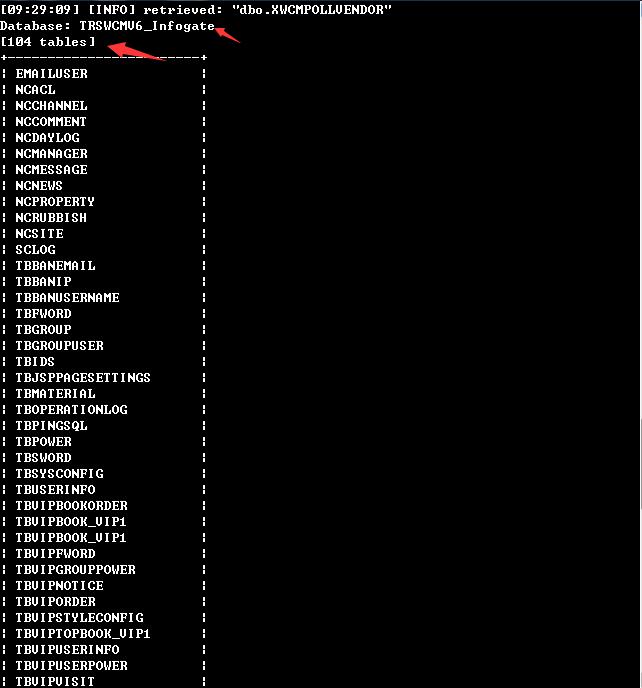 [09:29:09] [INFO] retrieved: "dbo.XWCMPOLLVENDOR"
Database: TRSWCMV6_Infogate
[104 tables]
+------------------------+
| EMAILUSER |
| NCACL |
| NCCHANNEL |
| NCCOMMENT |
| NCDAYLOG |
| NCMANAGER |
| NCMESSAGE |
| NCNEWS |
| NCPROPERTY |
| NCRUBBISH |
| NCSITE |
| SCLOG |
| TBBANEMAIL |
| TBBANIP |
| TBBANUSERNAME |
| TBFWORD |
| TBGROUP |
| TBGROUPUSER |
| TBIDS |
| TBJSPPAGESETTINGS |
| TBMATERIAL |
| TBOPERATIONLOG |
| TBPINGSQL |
| TBPOWER |
| TBSWORD |
| TBSYSCONFIG |
| TBUSERINFO |
| TBVIPBOOKORDER |
| TBVIPBOOK_VIP1 |
| TBVIPBOOK_VIP1 |
| TBVIPFWORD |
| TBVIPGROUPPOWER |
| TBVIPNOTICE |
| TBVIPORDER |
| TBVIPSTYLECONFIG |
| TBVIPTOPBOOK_VIP1 |
| TBVIPUSERINFO |
| TBVIPUSERPOWER |
| TBVIPVISIT |